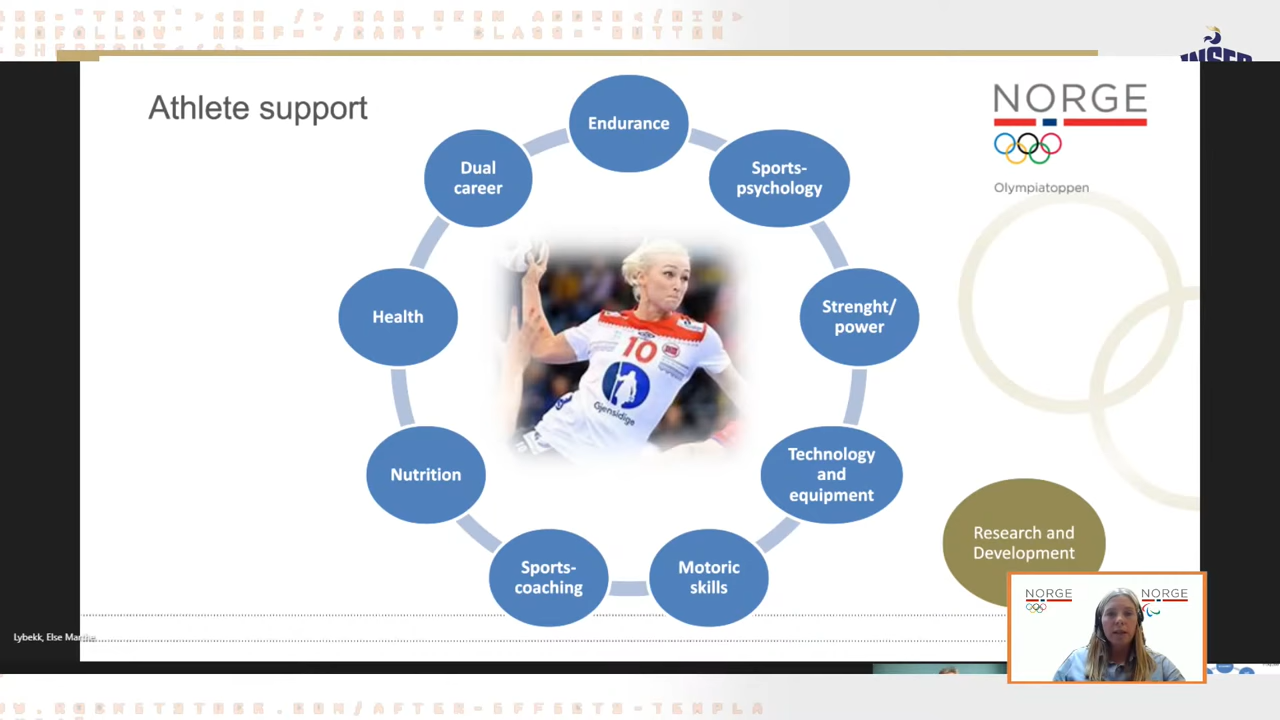 Athlete support
NORGE
Olympiatoppen
Endurance
Sports-
psychology
Strenght/
power
Technology
and
equipment
Motoric
skills
Sports-
coaching
Nutrition
Health
Dual
career
10
Gjensidige
Research and
Development
NORGE
NORGE
Lybekk, Else Marthe